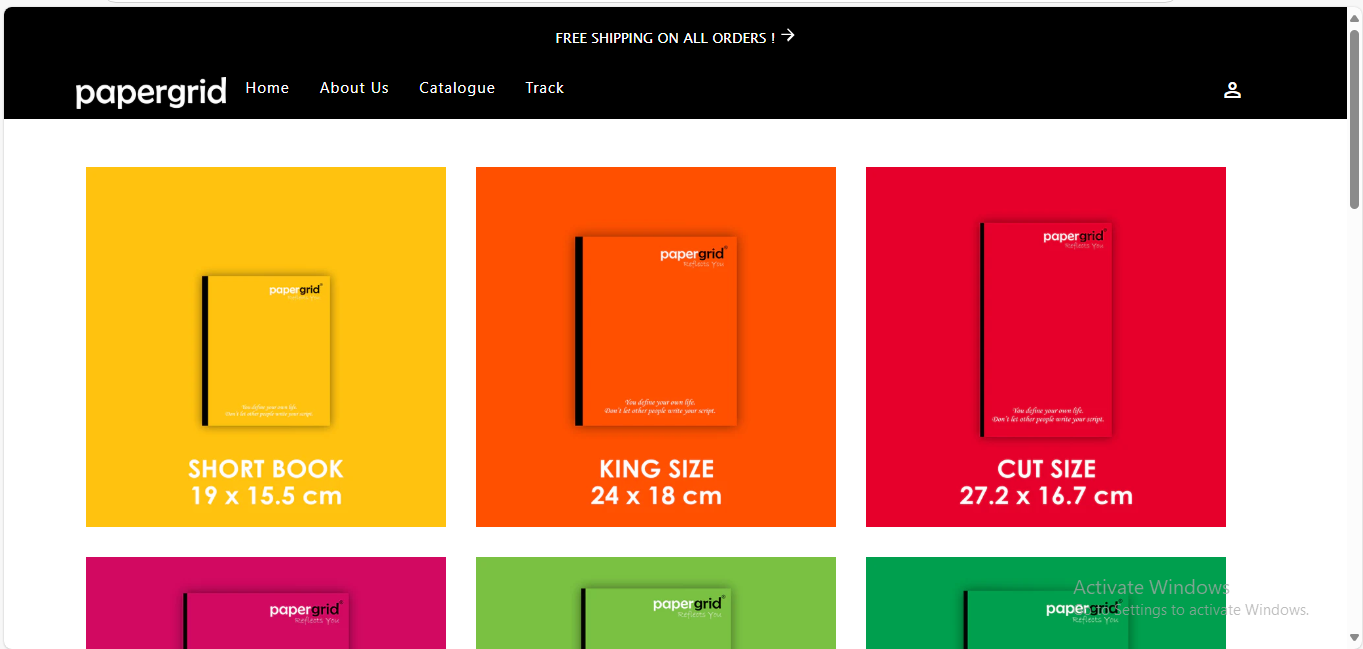 FREE SHIPPING ON ALL ORDERS !
papergrid Home About Us Catalogue Track
papergrid
Reflects You
You define your own life.
Don't let other people write your script.
SHORT BOOK
19 x 15.5 cm
papergrid
Reflects You
You define your own life.
Don't let other people write your script.
KING SIZE
24 x 18 cm
papergrid
Reflects You
You define your own life.
Don't let other people write your script.
CUT SIZE
27.2 x 16.7 cm
papergrid
Reflects You
papergrid
Reflects You
papergrid
Reflects You
Activate Windows
Go to Settings to activate Windows.